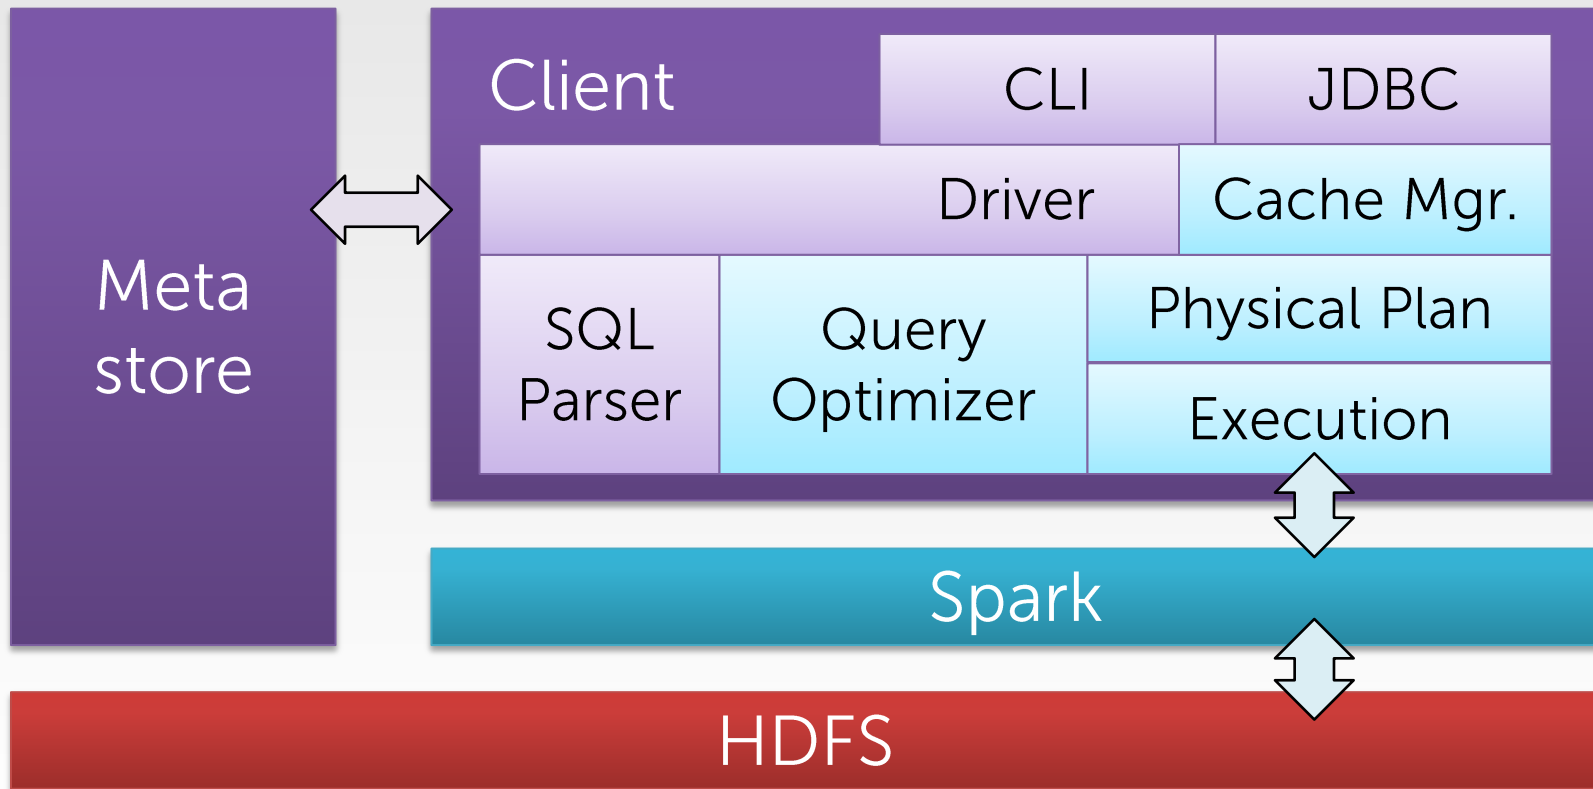 Client
CLI
JDBC
Driver
Cache Mgr.
Meta
store
SQL
Parser
Query
Optimizer
Physical Plan
Execution
Spark
HDFS